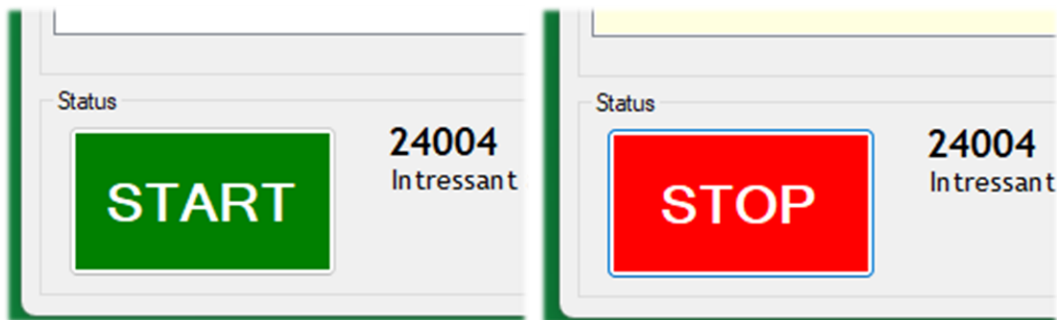 Status
START
24004
Intressant
Status
STOP
24004
Intressant